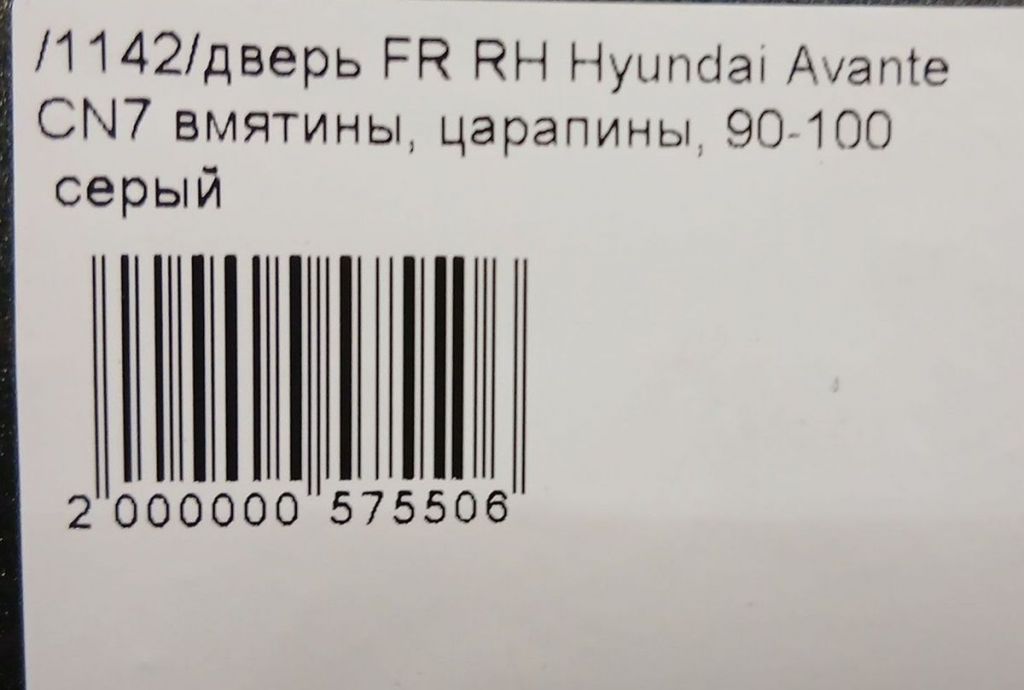 /1142/дверь FR RH Hyundai Avante
CN7 вмятины, царапины, 90-100
серый
2 000000 575506